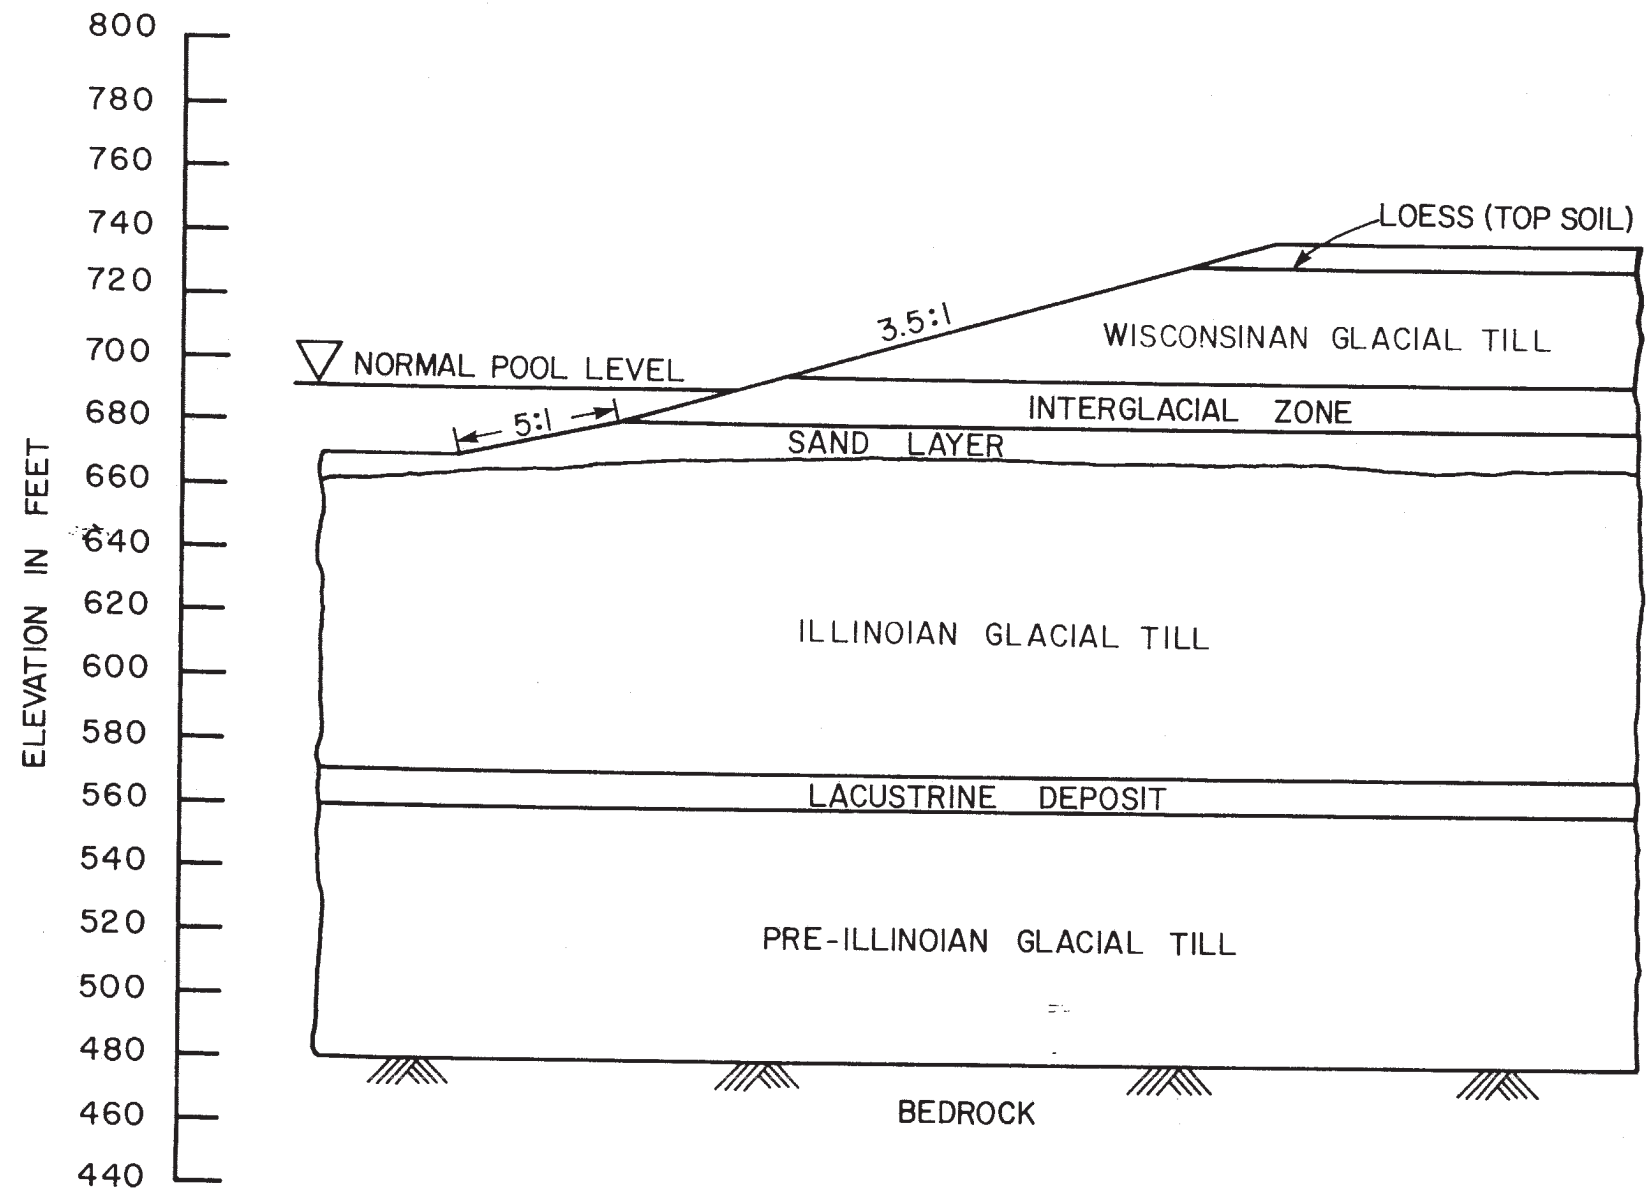 800
780
760
740
720
700
680
660
640
620
600
580
560
540
520
500
480
460
440
ELEVATION IN FEET
LOESS (TOP SOIL)
3.5:1
WISCONSINAN GLACIAL TILL
NORMAL POOL LEVEL
5:1
INTERGLACIAL ZONE
SAND LAYER
ILLINOIAN GLACIAL TILL
LACUSTRINE DEPOSIT
PRE-ILLINOIAN GLACIAL TILL
BEDROCK